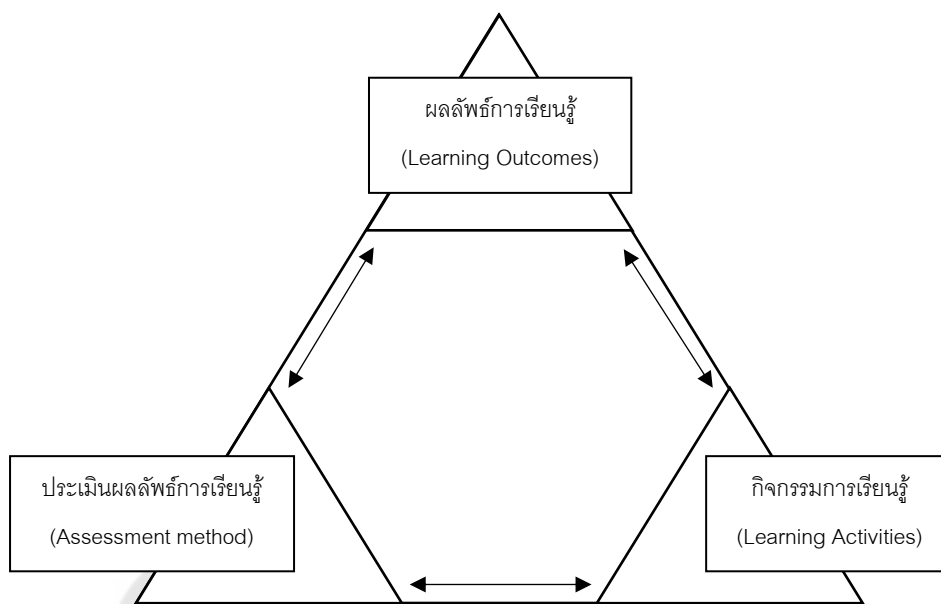 ผลลัพธ์การเรียนรู้
(Learning Outcomes)
ประเมินผลลัพธ์การเรียนรู้
(Assessment method)
กิจกรรมการเรียนรู้
(Learning Activities)